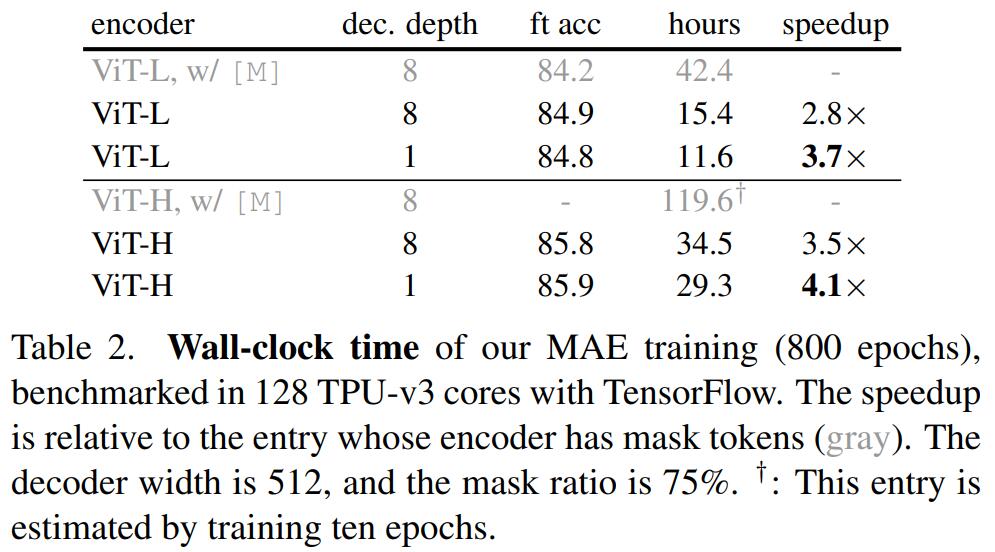 encoder dec. depth ft acc hours speedup
ViT-L, w/ [M] 8 84.2 42.4 -
ViT-L 8 84.9 15.4 2.8×
ViT-L 1 84.8 11.6 3.7×
ViT-H, w/ [M] 8 - 119.6† -
ViT-H 8 85.8 34.5 3.5×
ViT-H 1 85.9 29.3 4.1×
Table 2. Wall-clock time of our MAE training (800 epochs),
benchmarked in 128 TPU-v3 cores with TensorFlow. The speedup
is relative to the entry whose encoder has mask tokens (gray). The
decoder width is 512, and the mask ratio is 75%. †: This entry is
estimated by training ten epochs.